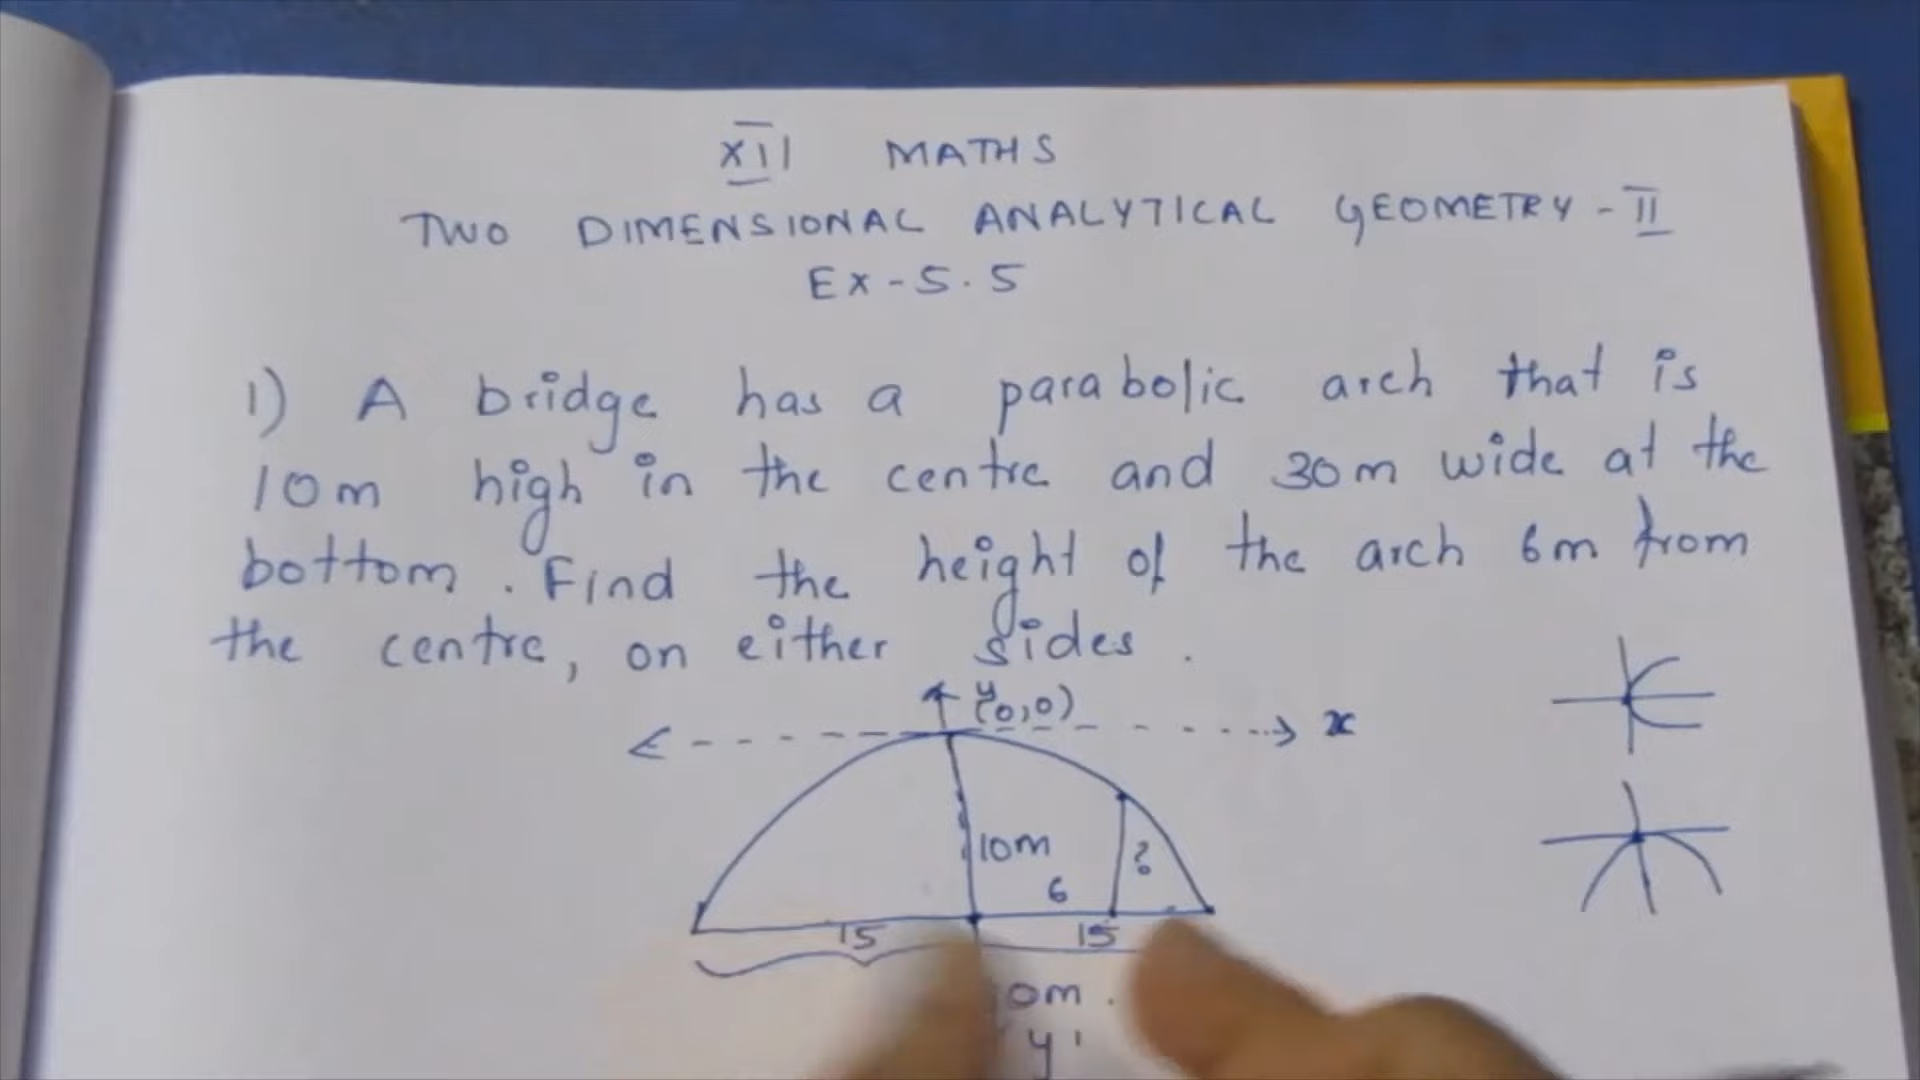 XII MATHS
TWO DIMENSIONAL ANALYTICAL GEOMETRY - II
Ex - 5.5
1) A bridge has a parabolic arch that is
10m high in the centre and 30m wide at the
bottom. Find the height of the arch 6m from
the centre, on either sides.
y
(0,0)
x
10m
6
?
15
15
0m.
y'